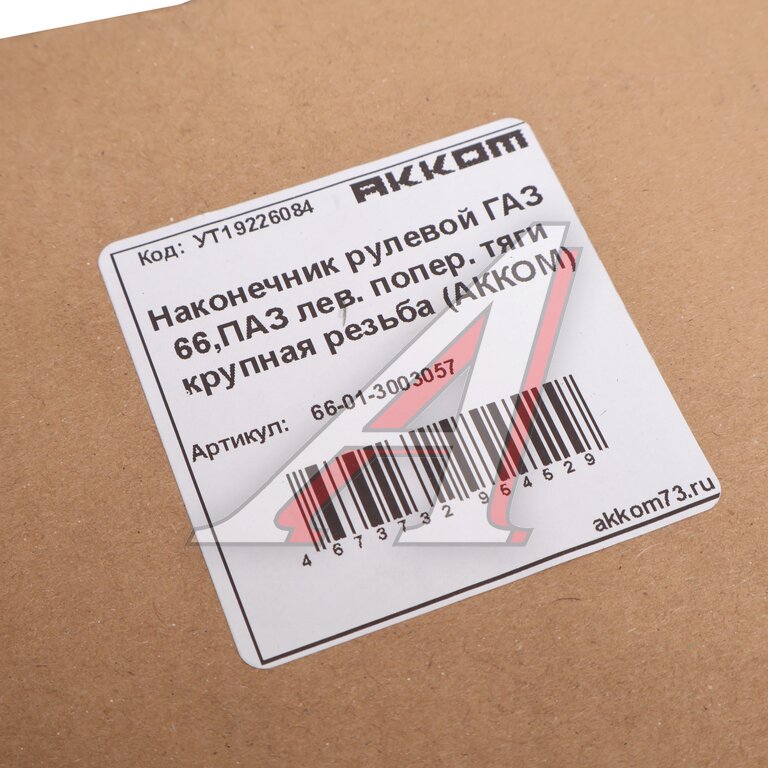 АККОМ
Код: УТ19226084
Наконечник рулевой ГАЗ
66,ПАЗ лев. попер. тяги
крупная резьба (АККОМ)
Артикул: 66-01-3003057
4 673732 954529
akkom73.ru